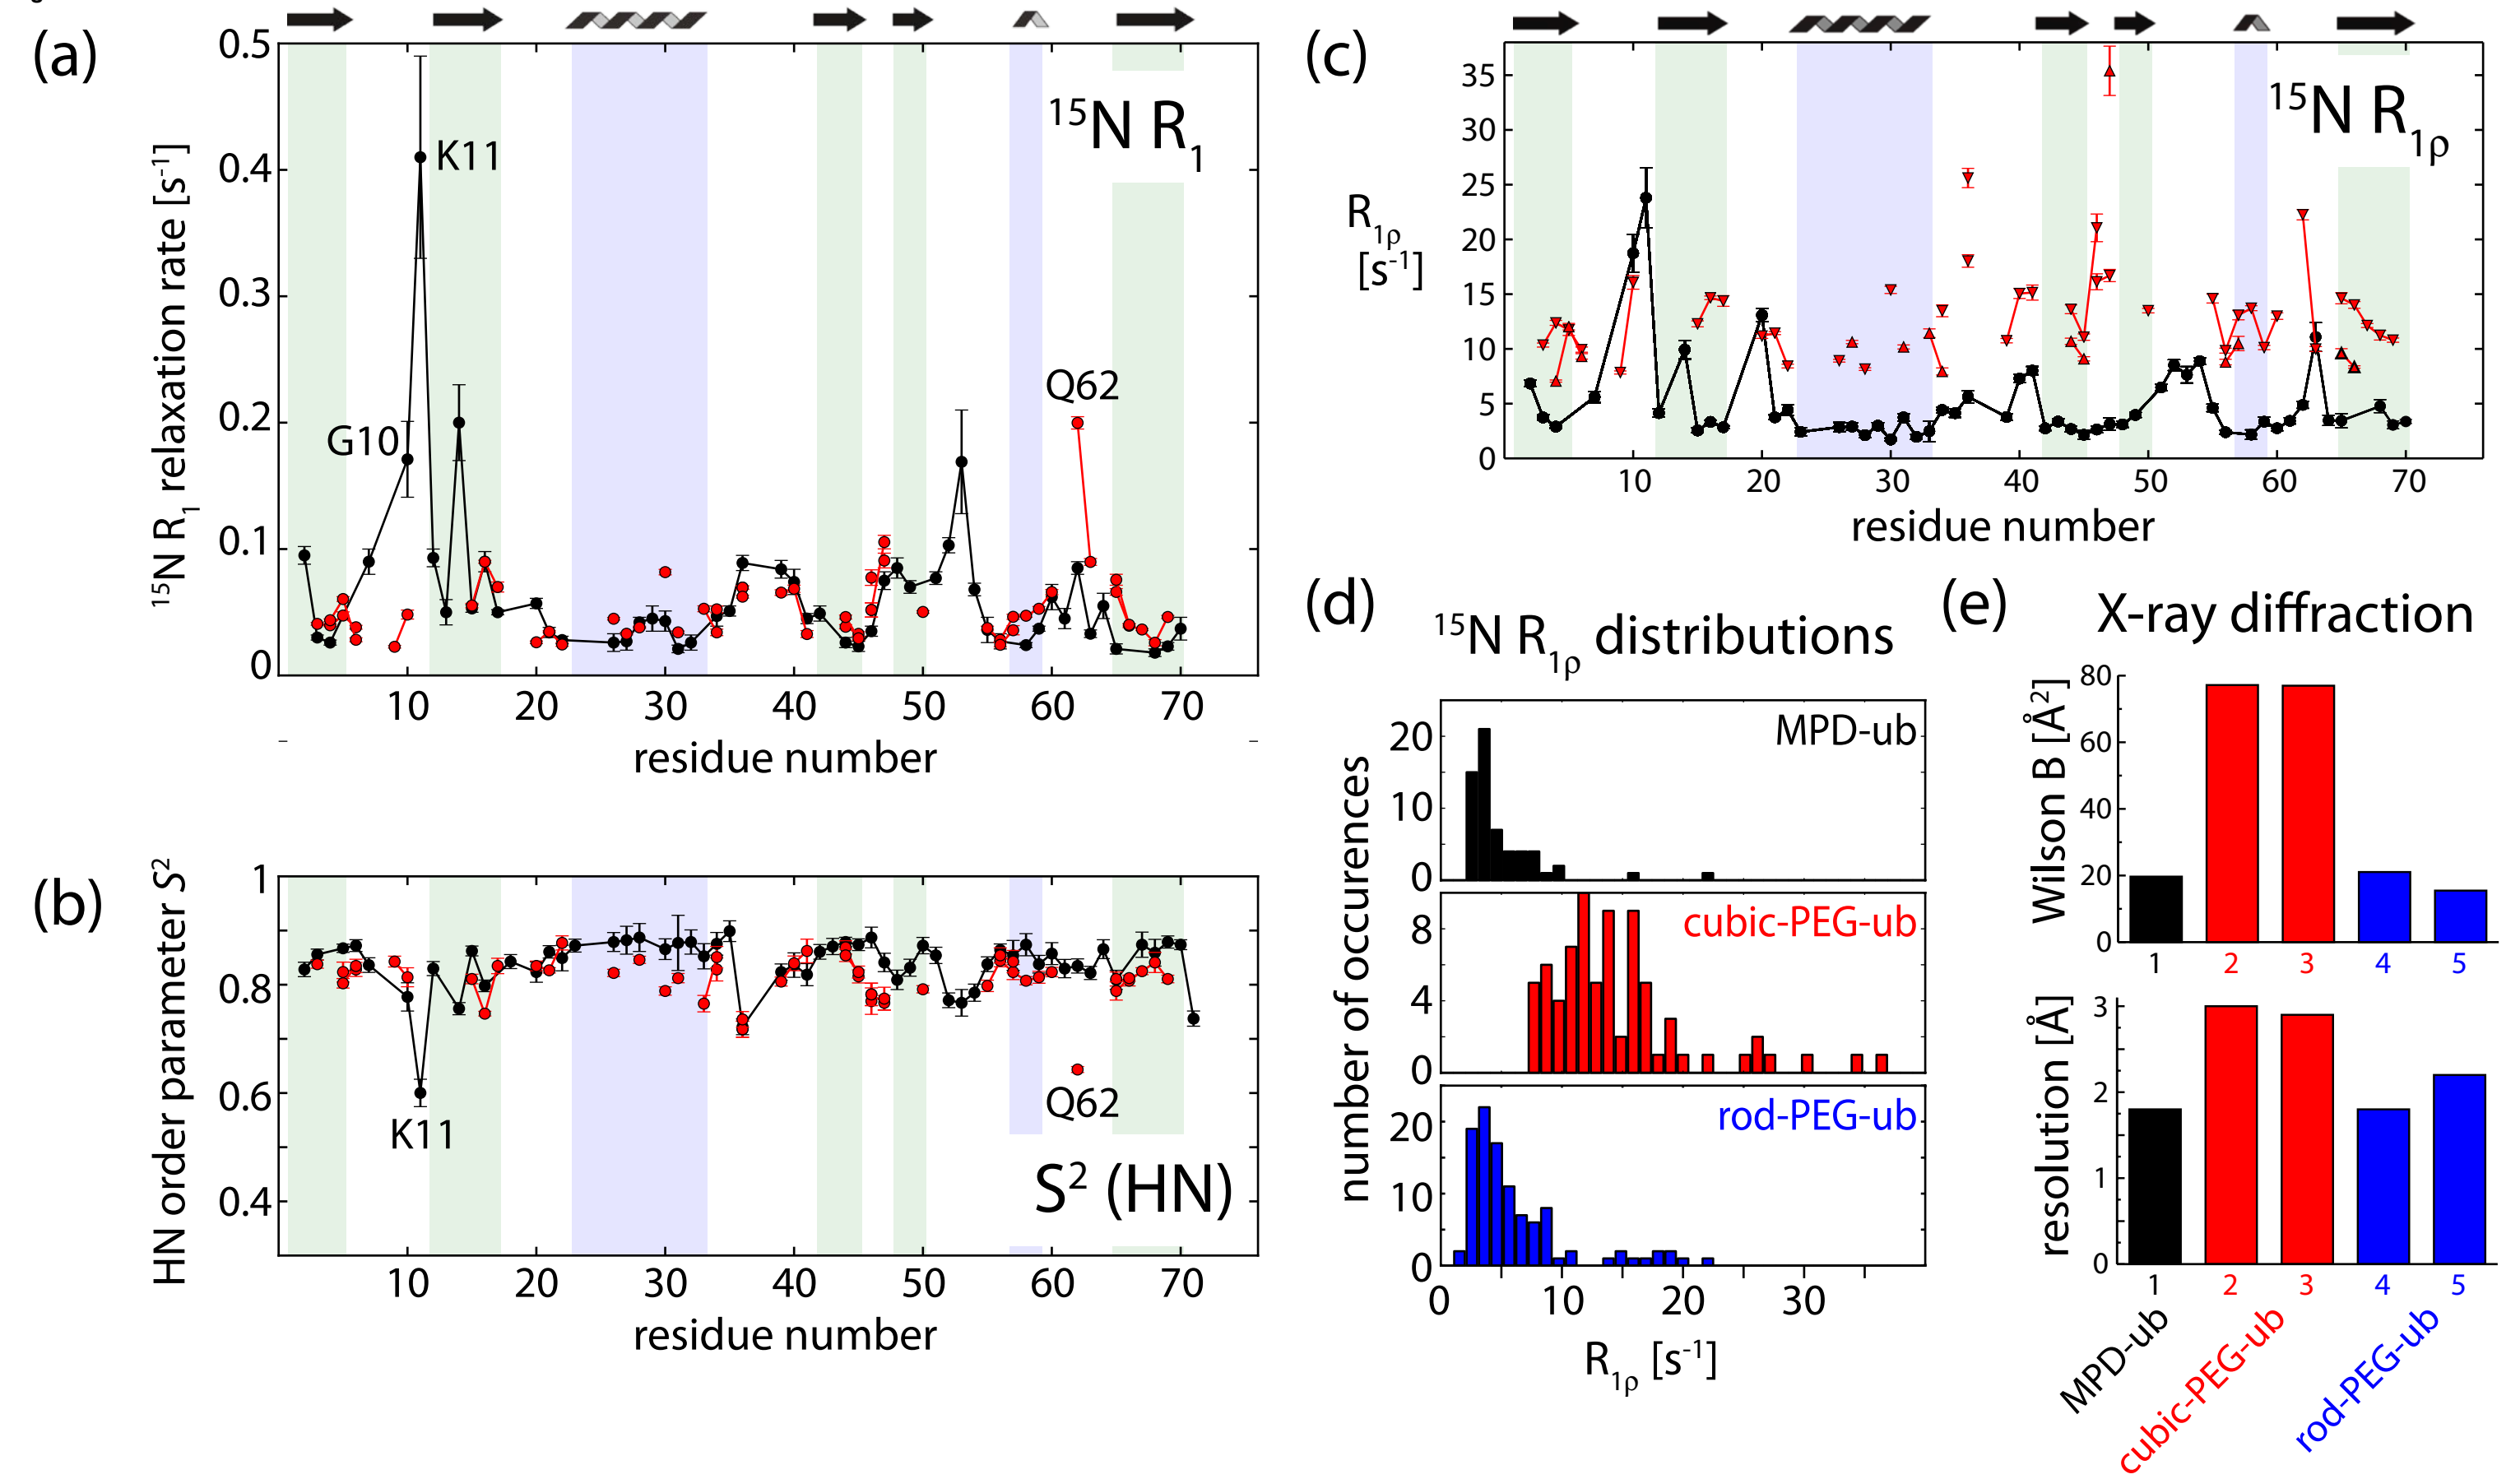 (a)
0.5
0.4
0.3
0.2
0.1
0
15N R1 relaxation rate [s-1]
15N R1
K11
G10
Q62
10 20 30 40 50 60 70
residue number
(b)
1
0.8
0.6
0.4
HN order parameter S2
K11
Q62
S2 (HN)
10 20 30 40 50 60 70
residue number
(c)
35
30
25
20
15
10
5
0
R1ρ
[s-1]
15N R1ρ
10 20 30 40 50 60 70
residue number
(d)
15N R1ρ distributions
number of occurences
MPD-ub
20
10
0
cubic-PEG-ub
8
4
0
rod-PEG-ub
20
10
0
0 10 20 30
R1ρ [s-1]
(e)
X-ray diffraction
Wilson B [Å2]
80
60
40
20
0
1 2 3 4 5
resolution [Å]
3
2
1
0
1 2 3 4 5
MPD-ub
cubic-PEG-ub
rod-PEG-ub